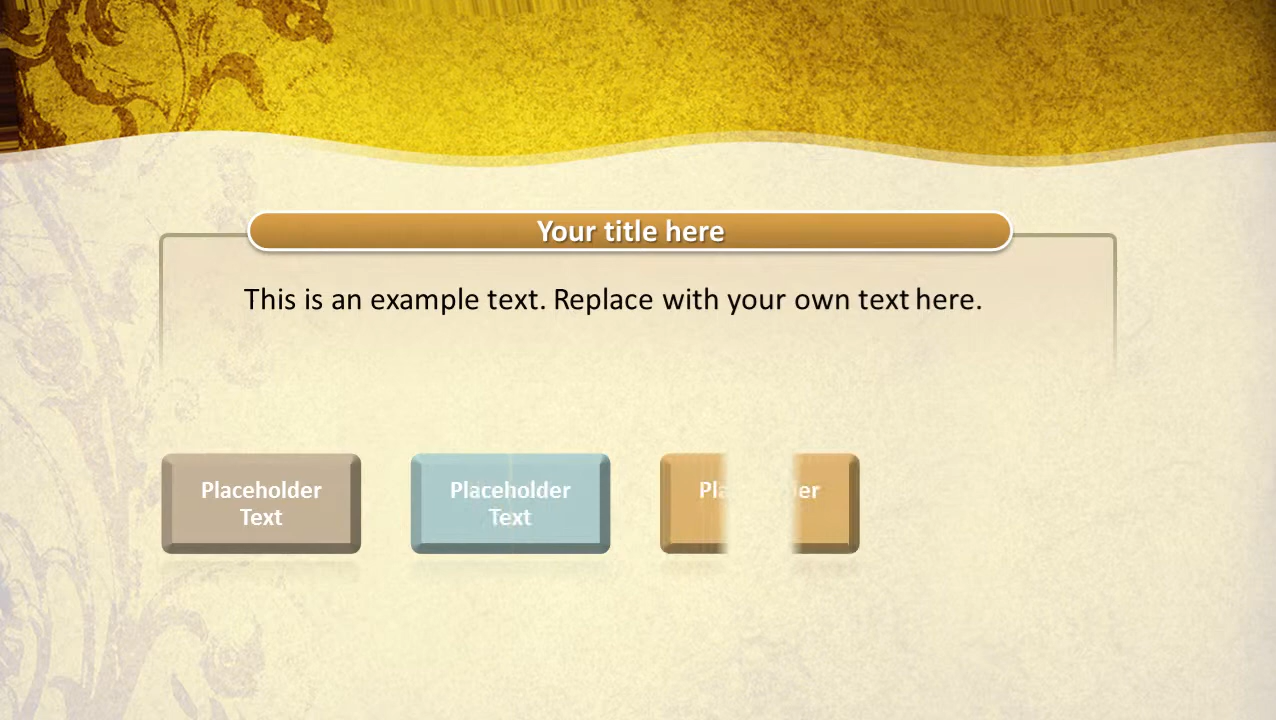 Your title here
This is an example text. Replace with your own text here.
Placeholder
Text
Placeholder
Text